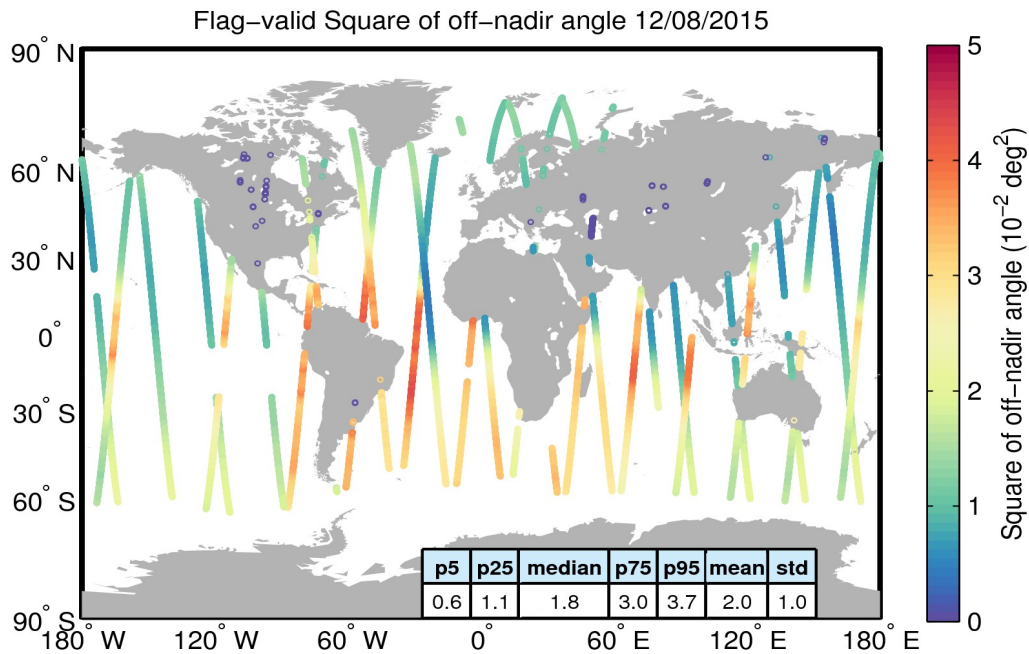 Flag−valid Square of off−nadir angle 12/08/2015
90° N
60° N
30° N
0°
30° S
60° S
90° S
180° W
120° W
60° W
0°
60° E
120° E
180° E
p5 p25 median p75 p95 mean std
0.6 1.1 1.8 3.0 3.7 2.0 1.0
5
4
3
2
1
0
Square of off−nadir angle (10⁻² deg²)